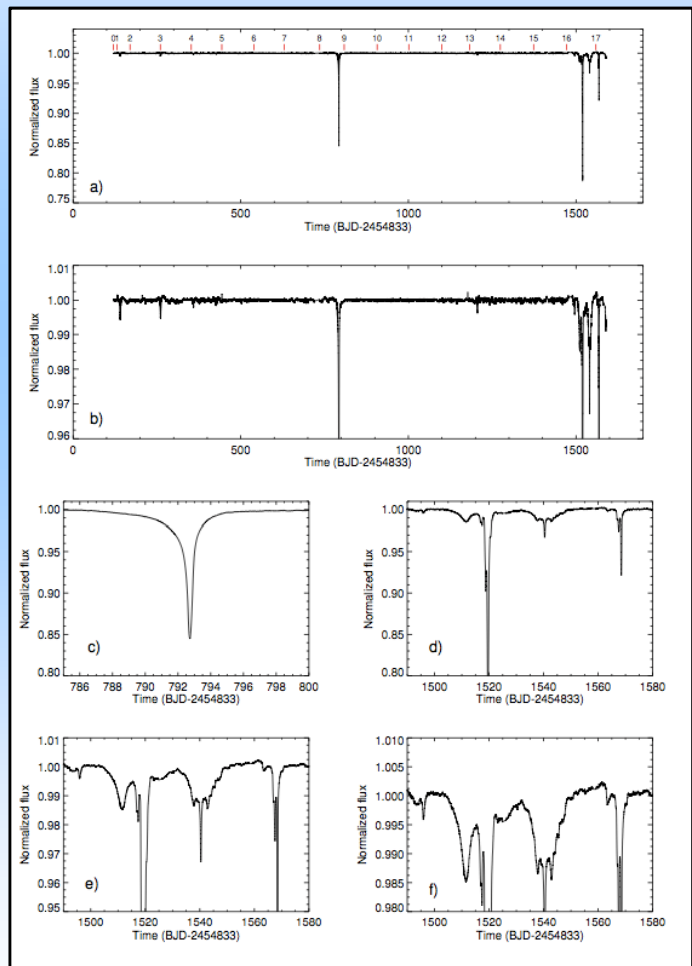 0 1 2 3 4 5 6 7 8 9 10 11 12 13 14 15 16 17
1.00
0.95
0.90
0.85
0.80
0.75
Normalized flux
a)
0 500 1000 1500
Time (BJD-2454833)
1.01
1.00
0.99
0.98
0.97
0.96
Normalized flux
b)
0 500 1000 1500
Time (BJD-2454833)
1.00
0.95
0.90
0.85
0.80
Normalized flux
c)
786 788 790 792 794 796 798 800
Time (BJD-2454833)
1.00
0.95
0.90
0.85
0.80
Normalized flux
d)
1500 1520 1540 1560 1580
Time (BJD-2454833)
1.01
1.00
0.99
0.98
0.97
0.96
0.95
Normalized flux
e)
1500 1520 1540 1560 1580
Time (BJD-2454833)
1.010
1.005
1.000
0.995
0.990
0.985
0.980
Normalized flux
f)
1500 1520 1540 1560 1580
Time (BJD-2454833)